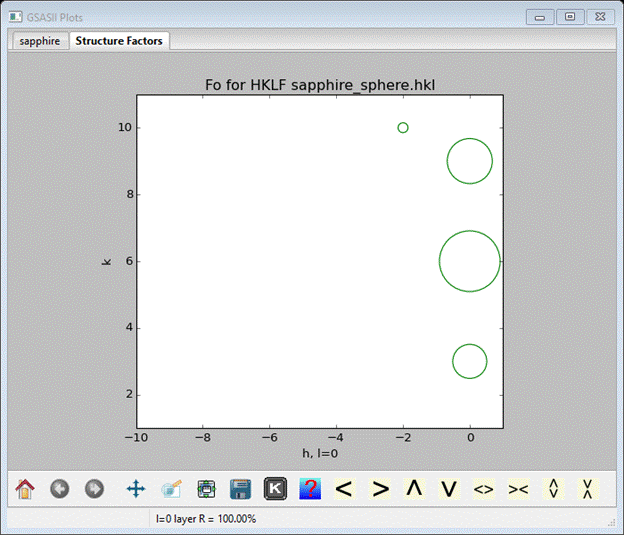 GSASII Plots
sapphire Structure Factors
Fo for HKLF sapphire_sphere.hkl
10
8
k
6
4
2
−10 −8 −6 −4 −2 0
h, l=0
K ? < > Λ V <> >< <> ><
l=0 layer R = 100.00%